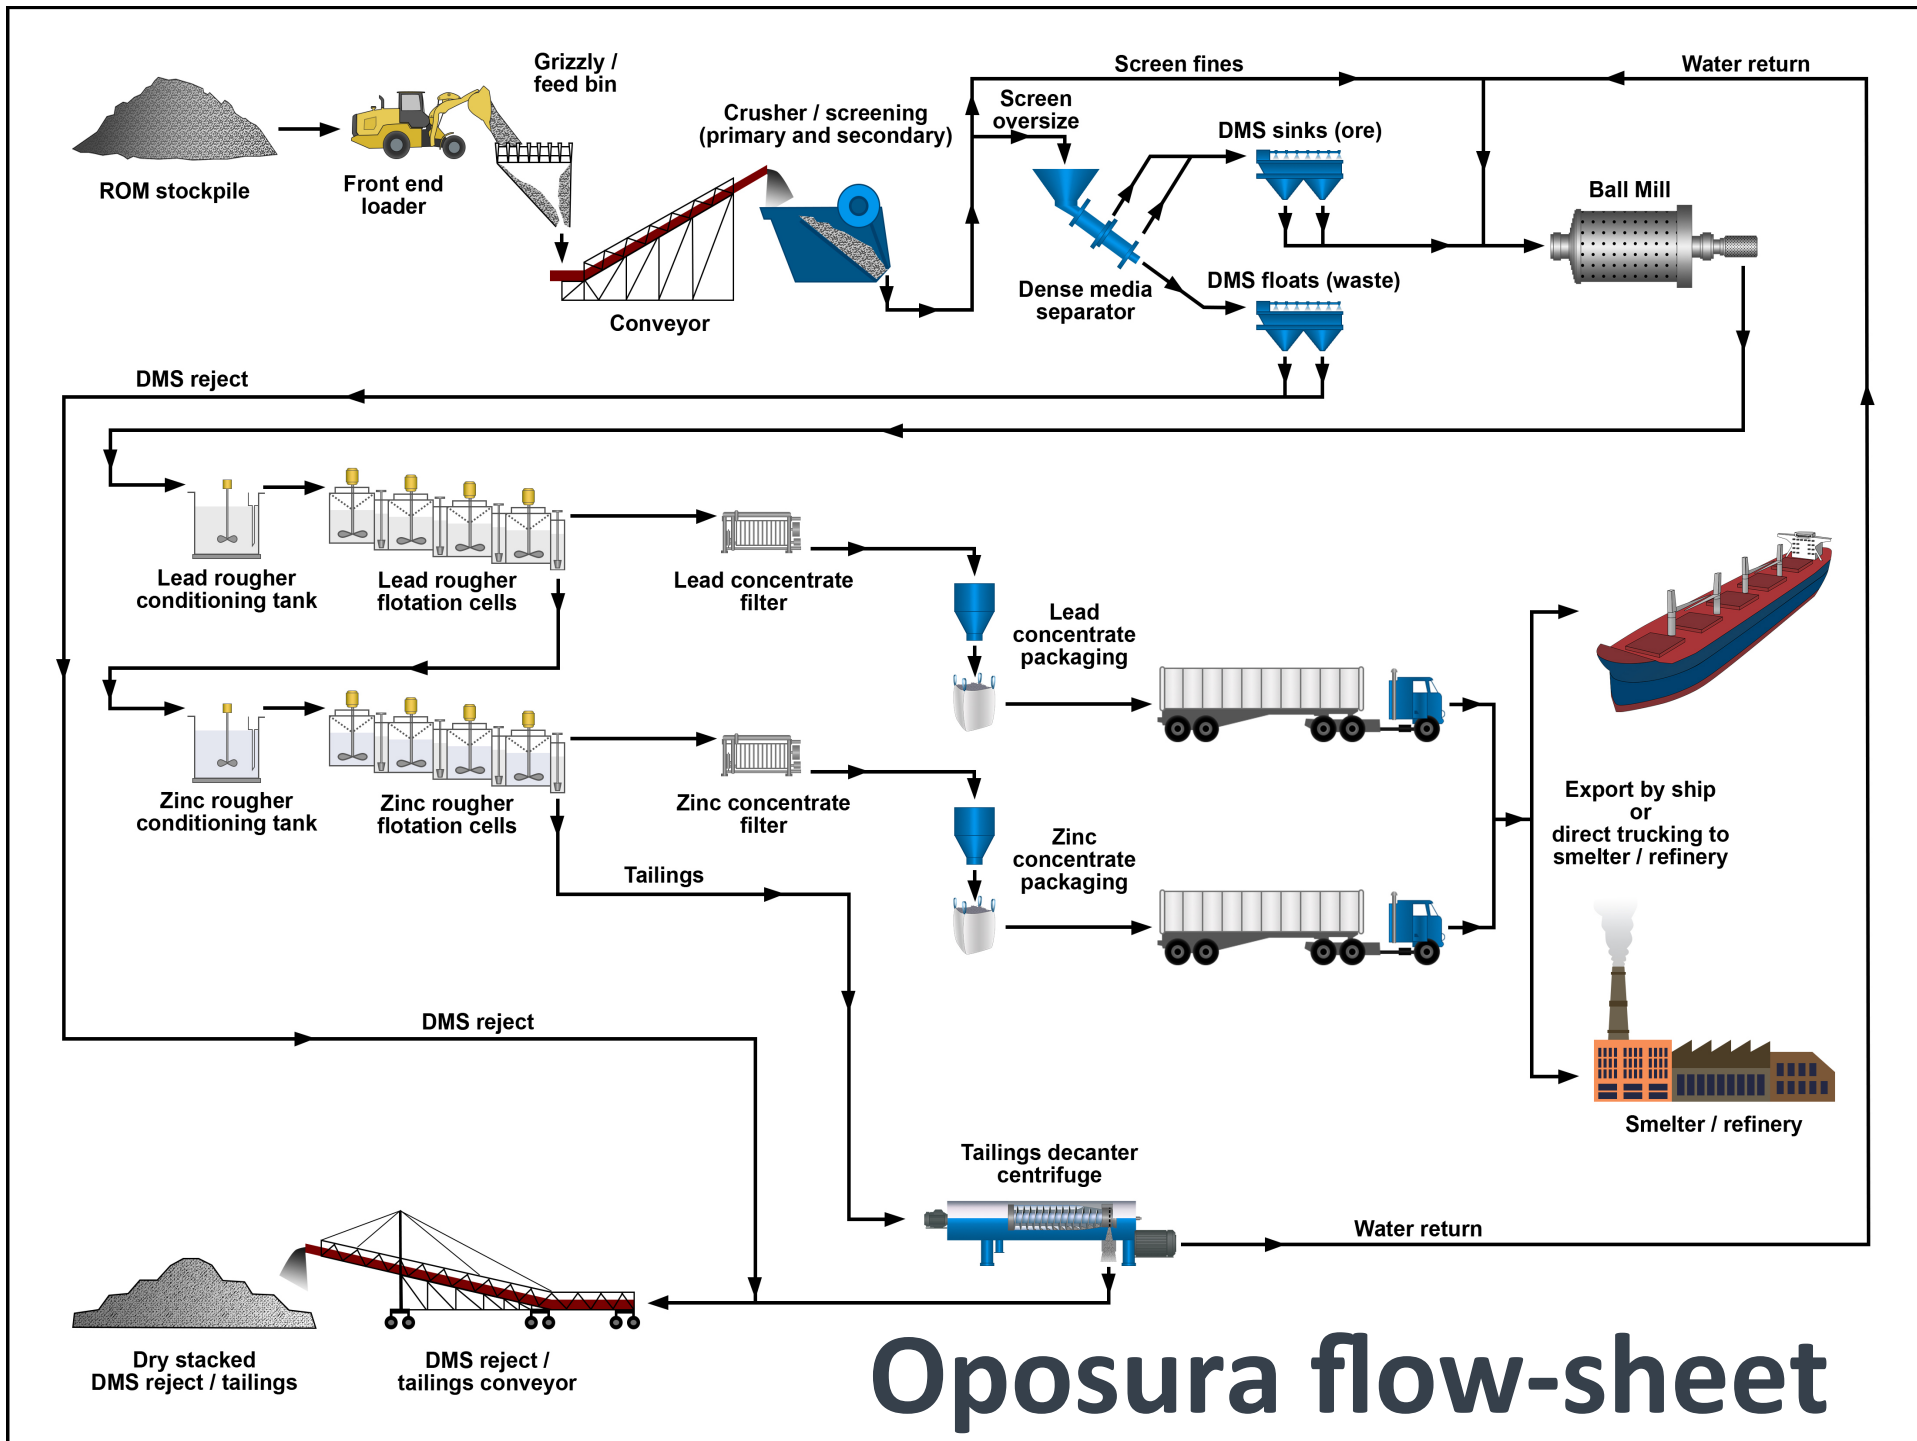 Grizzly /
feed bin
Screen fines
Water return
Crusher / screening
(primary and secondary)
Screen
oversize
DMS sinks (ore)
ROM stockpile
Front end
loader
Ball Mill
Conveyor
Dense media
separator
DMS floats (waste)
DMS reject
Lead rougher
conditioning tank
Lead rougher
flotation cells
Lead concentrate
filter
Lead
concentrate
packaging
Zinc rougher
conditioning tank
Zinc rougher
flotation cells
Zinc concentrate
filter
Zinc
concentrate
packaging
Export by ship
or
direct trucking to
smelter / refinery
Tailings
DMS reject
Smelter / refinery
Tailings decanter
centrifuge
Water return
Dry stacked
DMS reject / tailings
DMS reject /
tailings conveyor
Oposura flow-sheet